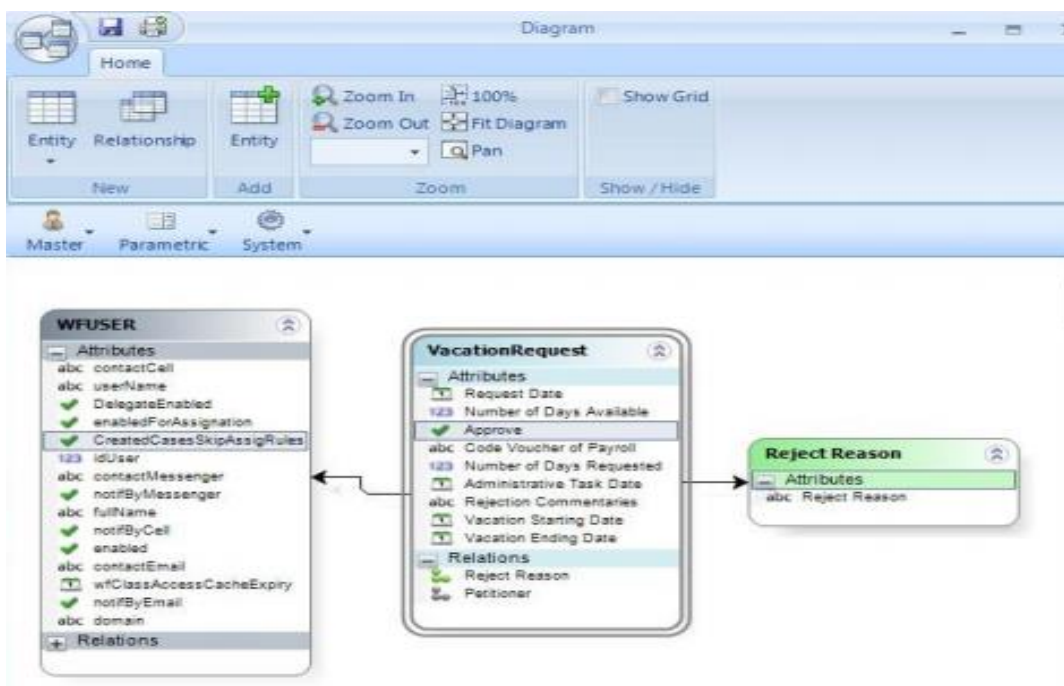 Diagram
Home
Zoom In 100% Show Grid
Zoom Out Fit Diagram
Entity Relationship Entity Pan
New Add Zoom Show / Hide
Master Parametric System
WFUSER
Attributes
abc contactCell
abc userName
DelegateEnabled
enabledForAssignation
CreatedCasesSkipAssigRules
123 idUser
abc contactMessenger
notifByMessenger
abc fullName
notifByCell
enabled
abc contactEmail
wfClassAccessCacheExpiry
notifByEmail
abc domain
Relations
VacationRequest
Attributes
Request Date
123 Number of Days Available
Approve
abc Code Voucher of Payroll
123 Number of Days Requested
Administrative Task Date
abc Rejection Commentaries
Vacation Starting Date
Vacation Ending Date
Relations
Reject Reason
Petitioner
Reject Reason
Attributes
abc Reject Reason